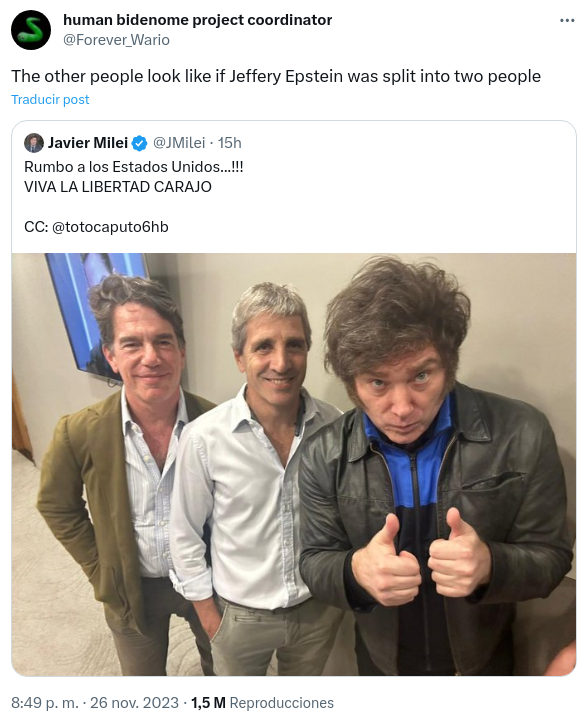 human bidenome project coordinator
@Forever_Wario
The other people look like if Jeffery Epstein was split into two people
Traducir post
Javier Milei @JMilei · 15h
Rumbo a los Estados Unidos...!!!
VIVA LA LIBERTAD CARAJO
CC: @totocaputo6hb
8:49 p. m. · 26 nov. 2023 · 1,5 M Reproducciones